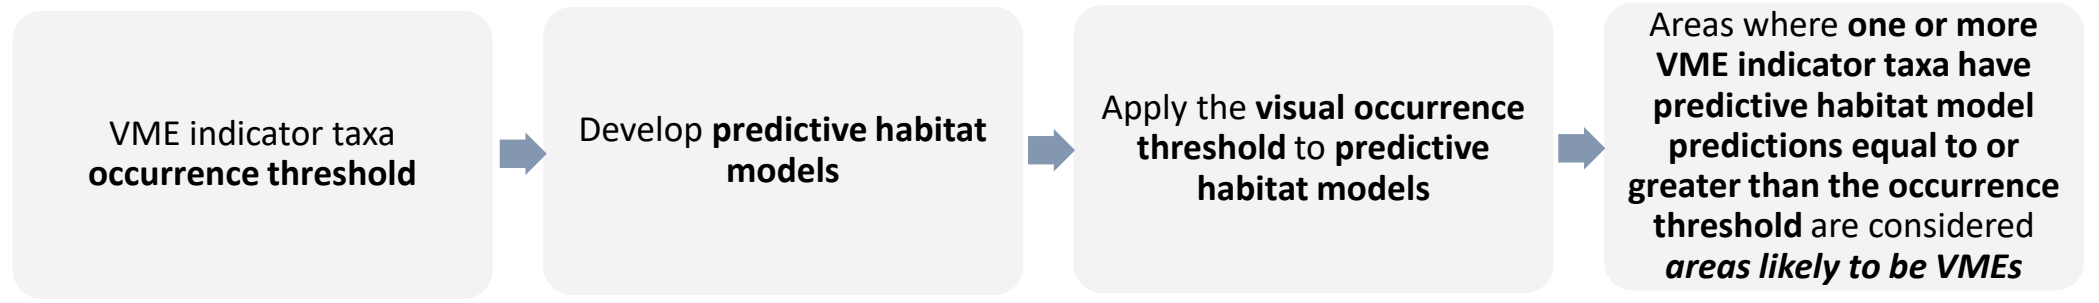 VME indicator taxa
occurrence threshold
Develop predictive habitat
models
Apply the visual occurrence
threshold to predictive
habitat models
Areas where one or more
VME indicator taxa have
predictive habitat model
predictions equal to or
greater than the occurrence
threshold are considered
areas likely to be VMEs